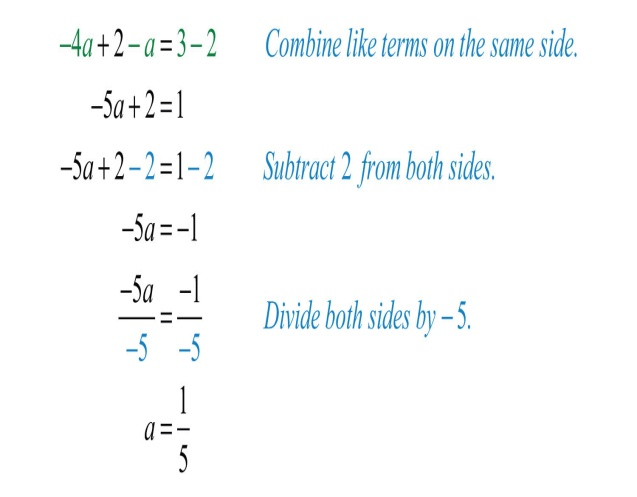 −4a + 2 − a = 3 − 2 Combine like terms on the same side.
−5a + 2 = 1
−5a + 2 − 2 = 1 − 2 Subtract 2 from both sides.
−5a = −1
−5a/−5 = −1/−5 Divide both sides by −5.
a = 1/5